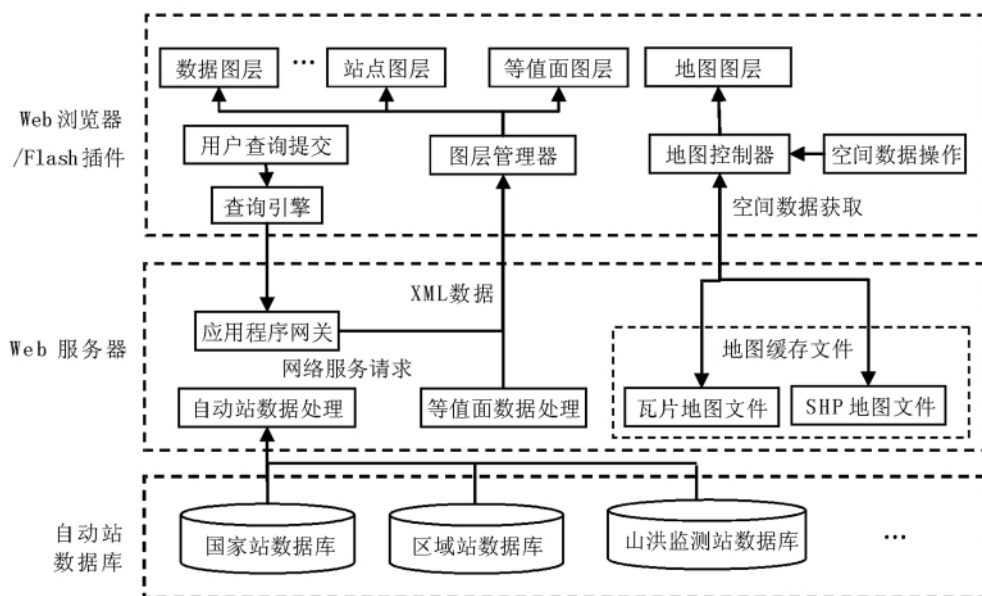 数据图层 … 站点图层 等值面图层 地图图层
Web 浏览器
/Flash 插件
用户查询提交 图层管理器 地图控制器 空间数据操作
查询引擎 空间数据获取
XML数据
应用程序网关
Web 服务器
地图缓存文件
网络服务请求
自动站数据处理 等值面数据处理 瓦片地图文件 SHP 地图文件
自动站
数据库
国家站数据库 区域站数据库 山洪监测站数据库 …